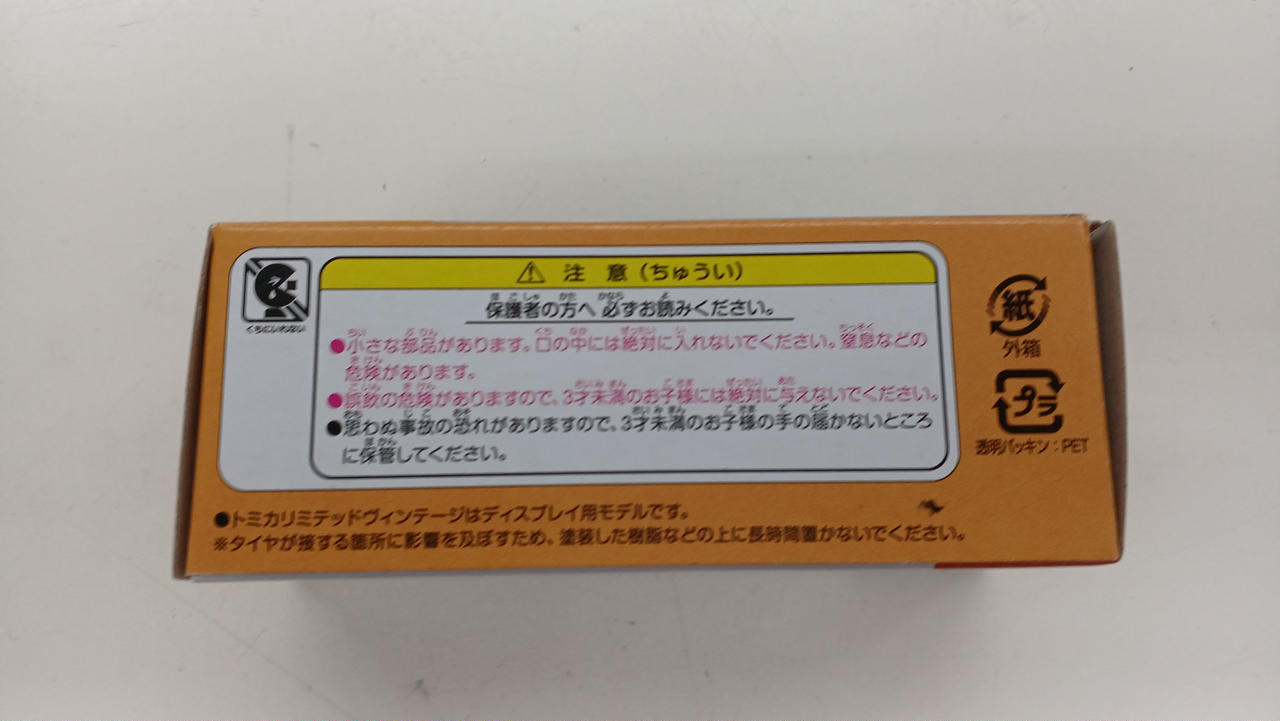 くちにいれない
注 意（ちゅうい）
保護者の方へ 必ずお読みください。
●小さな部品があります。口の中には絶対に入れないでください。窒息などの
危険があります。
●誤飲の危険がありますので、3才未満のお子様には絶対に与えないでください。
●思わぬ事故の恐れがありますので、3才未満のお子様の手の届かないところ
に保管してください。
●トミカリミテッドヴィンテージはディスプレイ用モデルです。
※タイヤが接する箇所に影響を及ぼすため、塗装した樹脂などの上に長時間置かないでください。
紙
外箱
プラ
透明パッキン：PET